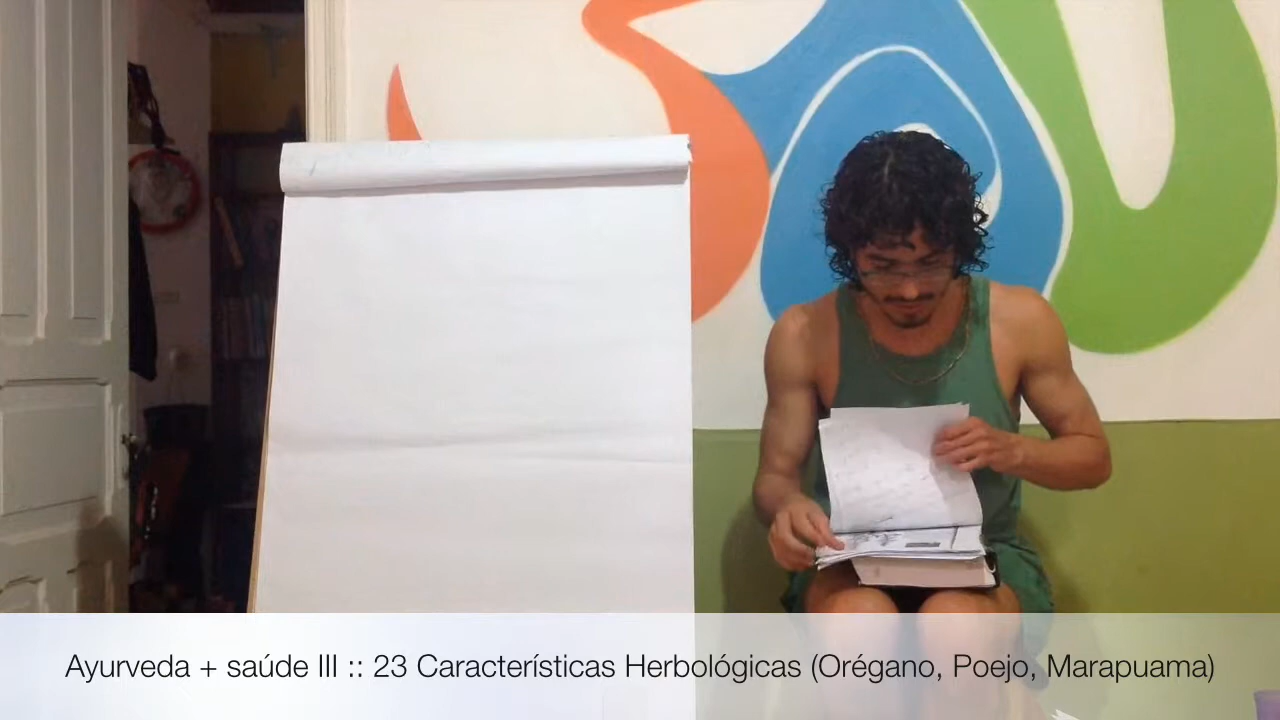 Ayurveda + saúde III :: 23 Características Herbológicas (Orégano, Poejo, Marapuama)